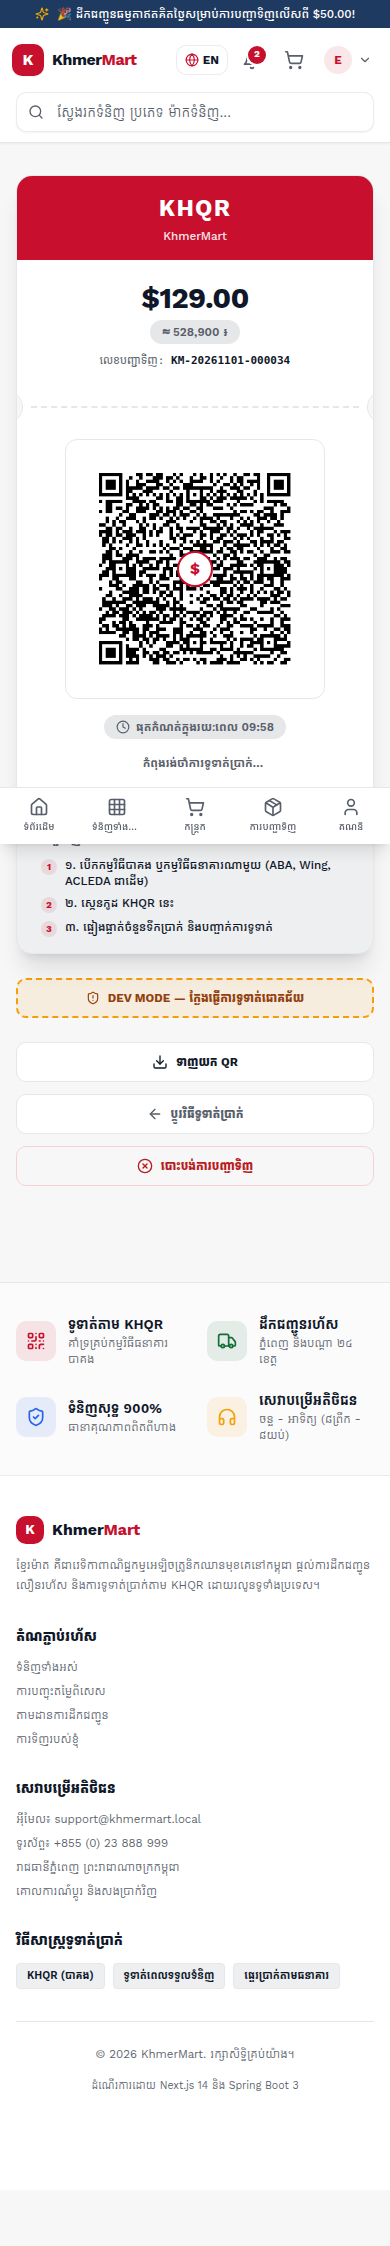 ✨ 🎉 ដឹកជញ្ជូនធម្មតាឥតគិតថ្លៃសម្រាប់ការបញ្ជាទិញលើសពី $50.00!
K KhmerMart EN 2 E
ស្វែងរកទំនិញ ប្រភេទ ម៉ាកទំនិញ...
KHQR
KhmerMart
$129.00
≈ 528,900 ៛
លេខបញ្ជាទិញ: KM-20261101-000034
$
ផុតកំណត់ក្នុងរយៈពេល 09:58
កំពុងរង់ចាំការទូទាត់ប្រាក់...
ទំព័រដើម ទំនិញទាំង... កន្ត្រក ការបញ្ជាទិញ គណនី
1 ១. បើកកម្មវិធីបាគង ឬកម្មវិធីធនាគារណាមួយ (ABA, Wing,
ACLEDA ជាដើម)
2 ២. ស្កេនកូដ KHQR នេះ
3 ៣. ផ្ទៀងផ្ទាត់ចំនួនទឹកប្រាក់ និងបញ្ជាក់ការទូទាត់
DEV MODE — ក្លែងធ្វើការទូទាត់ជោគជ័យ
ទាញយក QR
ប្តូរវិធីទូទាត់ប្រាក់
បោះបង់ការបញ្ជាទិញ
ទូទាត់តាម KHQR
គាំទ្រគ្រប់កម្មវិធីធនាគារ
បាគង
ដឹកជញ្ជូនរហ័ស
ភ្នំពេញ និងបណ្តា ២៤
ខេត្ត
ទំនិញសុទ្ធ ១០០%
ធានាគុណភាពពិតពីហាង
សេវាបម្រើអតិថិជន
ចន្ទ - អាទិត្យ (៨ព្រឹក -
៨យប់)
K KhmerMart
ខ្មែរម៉ាត គឺជាវេទិកាពាណិជ្ជកម្មអេឡិចត្រូនិកឈានមុខគេនៅកម្ពុជា ផ្តល់ការដឹកជញ្ជូន
លឿនរហ័ស និងការទូទាត់ប្រាក់តាម KHQR ដោយរលូនទូទាំងប្រទេស។
តំណភ្ជាប់រហ័ស
ទំនិញទាំងអស់
ការបញ្ចុះតម្លៃពិសេស
តាមដានការដឹកជញ្ជូន
ការទិញរបស់ខ្ញុំ
សេវាបម្រើអតិថិជន
អ៊ីមែល៖ support@khmermart.local
ទូរស័ព្ទ៖ +855 (0) 23 888 999
រាជធានីភ្នំពេញ ព្រះរាជាណាចក្រកម្ពុជា
គោលការណ៍ប្តូរ និងសងប្រាក់វិញ
វិធីសាស្ត្រទូទាត់ប្រាក់
KHQR (បាគង) ទូទាត់ពេលទទួលទំនិញ ផ្ទេរប្រាក់តាមធនាគារ
© 2026 KhmerMart. រក្សាសិទ្ធិគ្រប់យ៉ាង។
ដំណើរការដោយ Next.js 14 និង Spring Boot 3